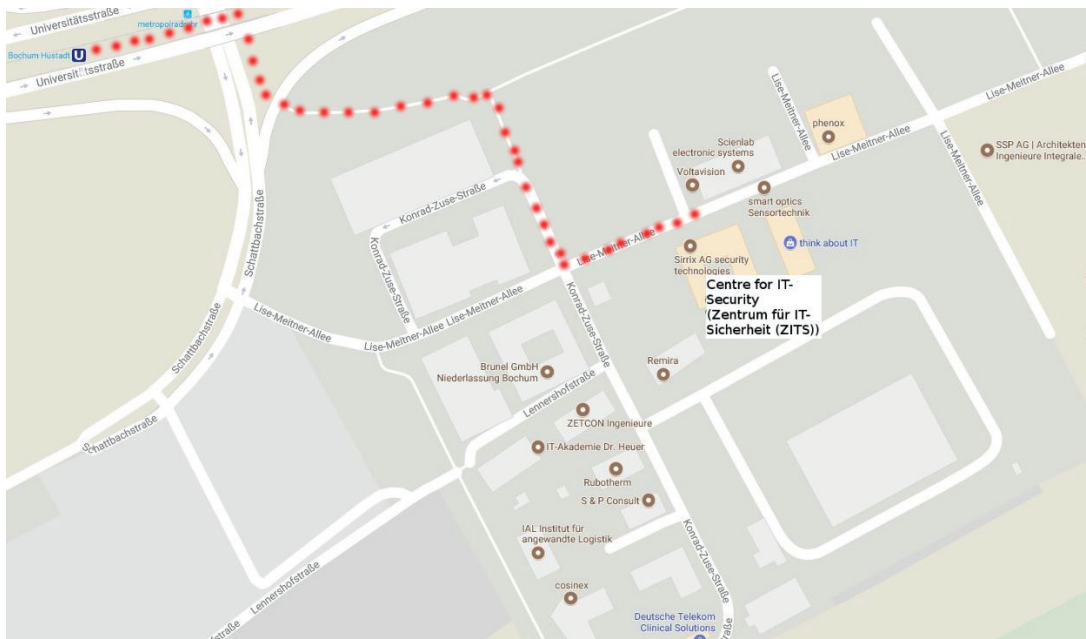 Universitätsstraße
metropolradruhr
Bochum Hustadt
U
Universitätsstraße
Universitätsstraße
Lise-Meitner-Allee
Lise-Meitner-Allee
phenox
Scienlab
electronic systems
Lise-Meitner-Allee
Lise-Meitner-Allee
SSP AG | Architekten
Ingenieure Integrale...
Voltavision
smart optics
Sensortechnik
Konrad-Zuse-Straße
Schattbachstraße
Konrad-Zuse-Straße
Lise-Meitner-Allee
think about IT
Sirrix AG security
technologies
Centre for IT-
Security
(Zentrum für IT-
Sicherheit (ZITS))
Konrad-Zuse-Straße
Lise-Meitner-Allee
Lise-Meitner-Allee Lise-Meitner-Allee
Schattbachstraße
Brunel GmbH
Niederlassung Bochum
Remira
Lennershofstraße
ZETCON Ingenieure
Schattbachstraße
IT-Akademie Dr. Heuer
Rubotherm
S & P Consult
IAL Institut für
angewandte Logistik
Konrad-Zuse-Straße
Lennershofstraße
cosinex
Deutsche Telekom
Clinical Solutions